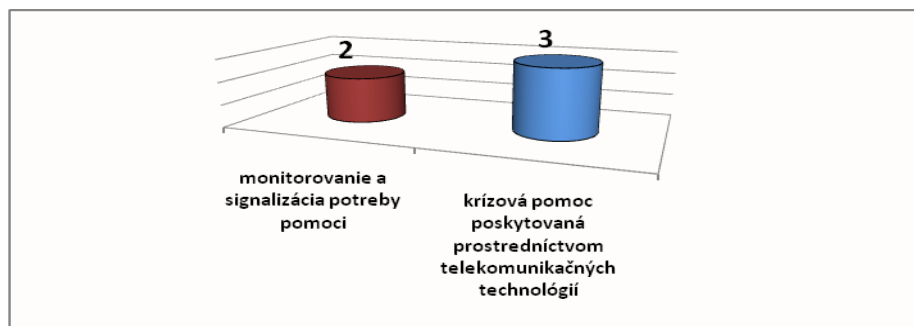 2
3
monitorovanie a
signalizácia potreby
pomoci
krízová pomoc
poskytovaná
prostredníctvom
telekomunikačných
technológií